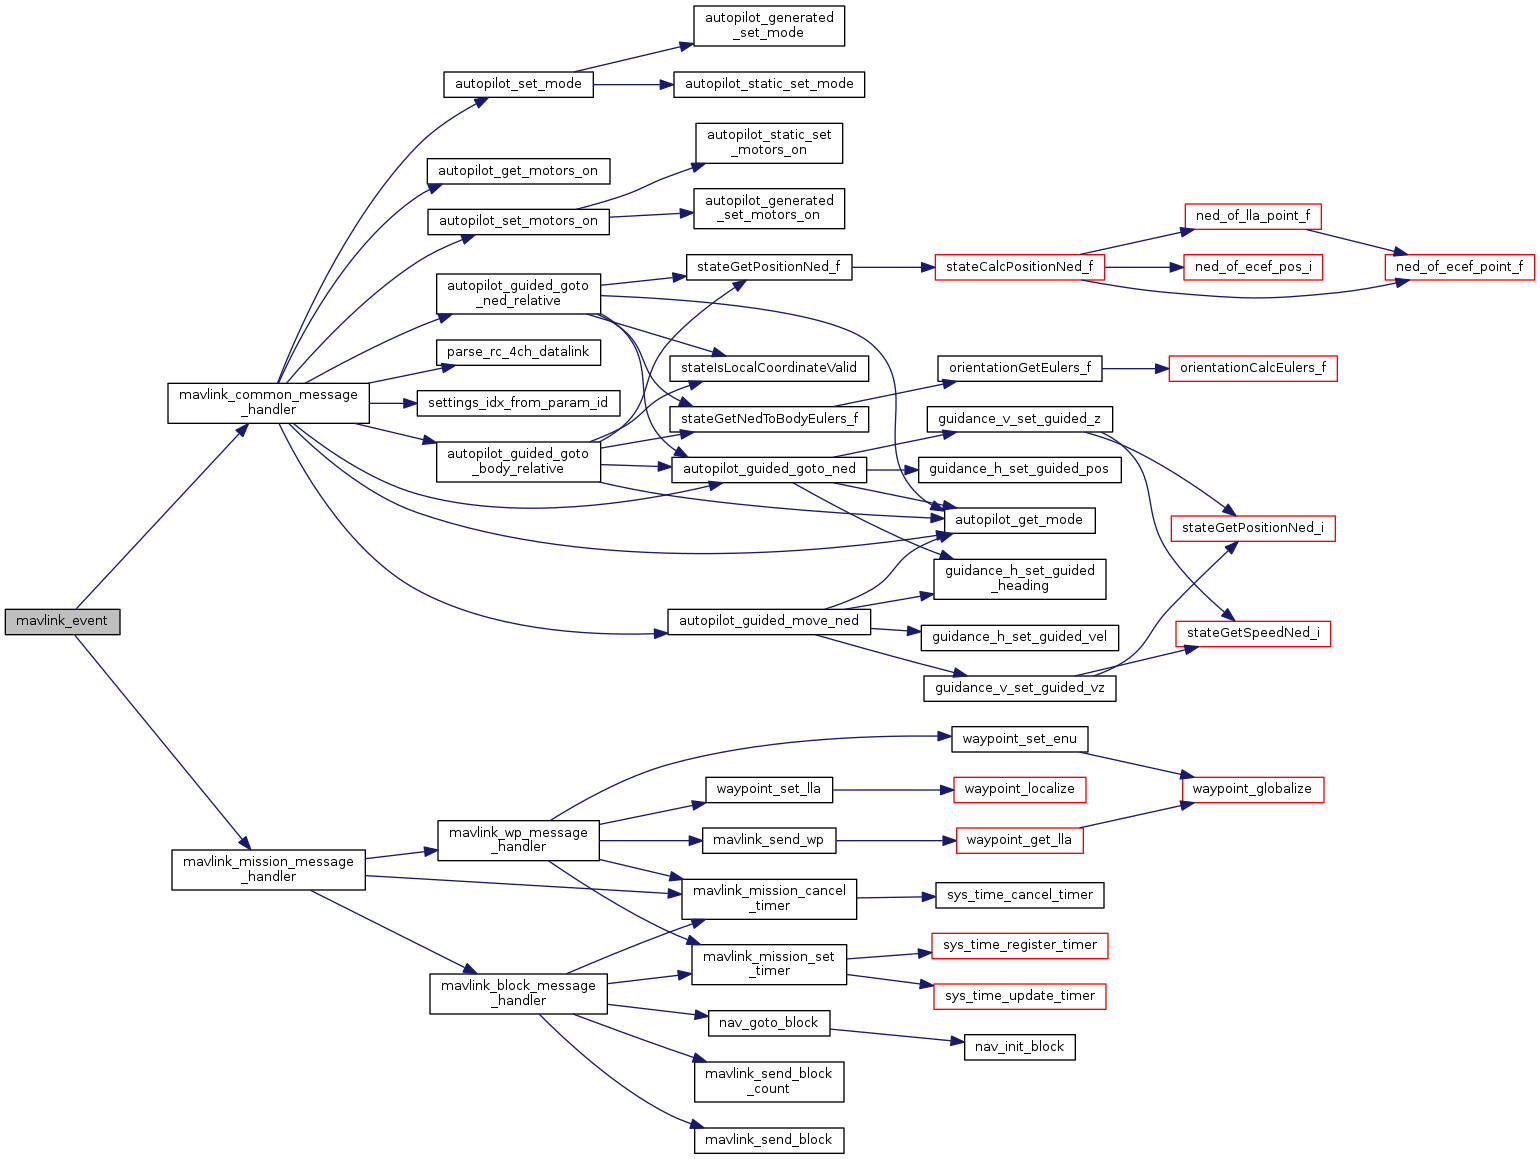 autopilot_generated
_set_mode
autopilot_set_mode
autopilot_static_set_mode
autopilot_static_set
_motors_on
autopilot_get_motors_on
autopilot_set_motors_on
autopilot_generated
_set_motors_on
ned_of_lla_point_f
autopilot_guided_goto
_ned_relative
stateGetPositionNed_f
stateCalcPositionNed_f
ned_of_ecef_pos_i
ned_of_ecef_point_f
parse_rc_4ch_datalink
stateIsLocalCoordinateValid
orientationGetEulers_f
orientationCalcEulers_f
mavlink_common_message
_handler
settings_idx_from_param_id
stateGetNedToBodyEulers_f
guidance_v_set_guided_z
autopilot_guided_goto
_body_relative
autopilot_guided_goto_ned
guidance_h_set_guided_pos
autopilot_get_mode
stateGetPositionNed_i
guidance_h_set_guided
_heading
mavlink_event
autopilot_guided_move_ned
guidance_h_set_guided_vel
stateGetSpeedNed_i
guidance_v_set_guided_vz
waypoint_set_enu
waypoint_set_lla
waypoint_localize
waypoint_globalize
mavlink_wp_message
_handler
mavlink_send_wp
waypoint_get_lla
mavlink_mission_message
_handler
mavlink_mission_cancel
_timer
sys_time_cancel_timer
mavlink_mission_set
_timer
sys_time_register_timer
mavlink_block_message
_handler
sys_time_update_timer
nav_goto_block
nav_init_block
mavlink_send_block
_count
mavlink_send_block